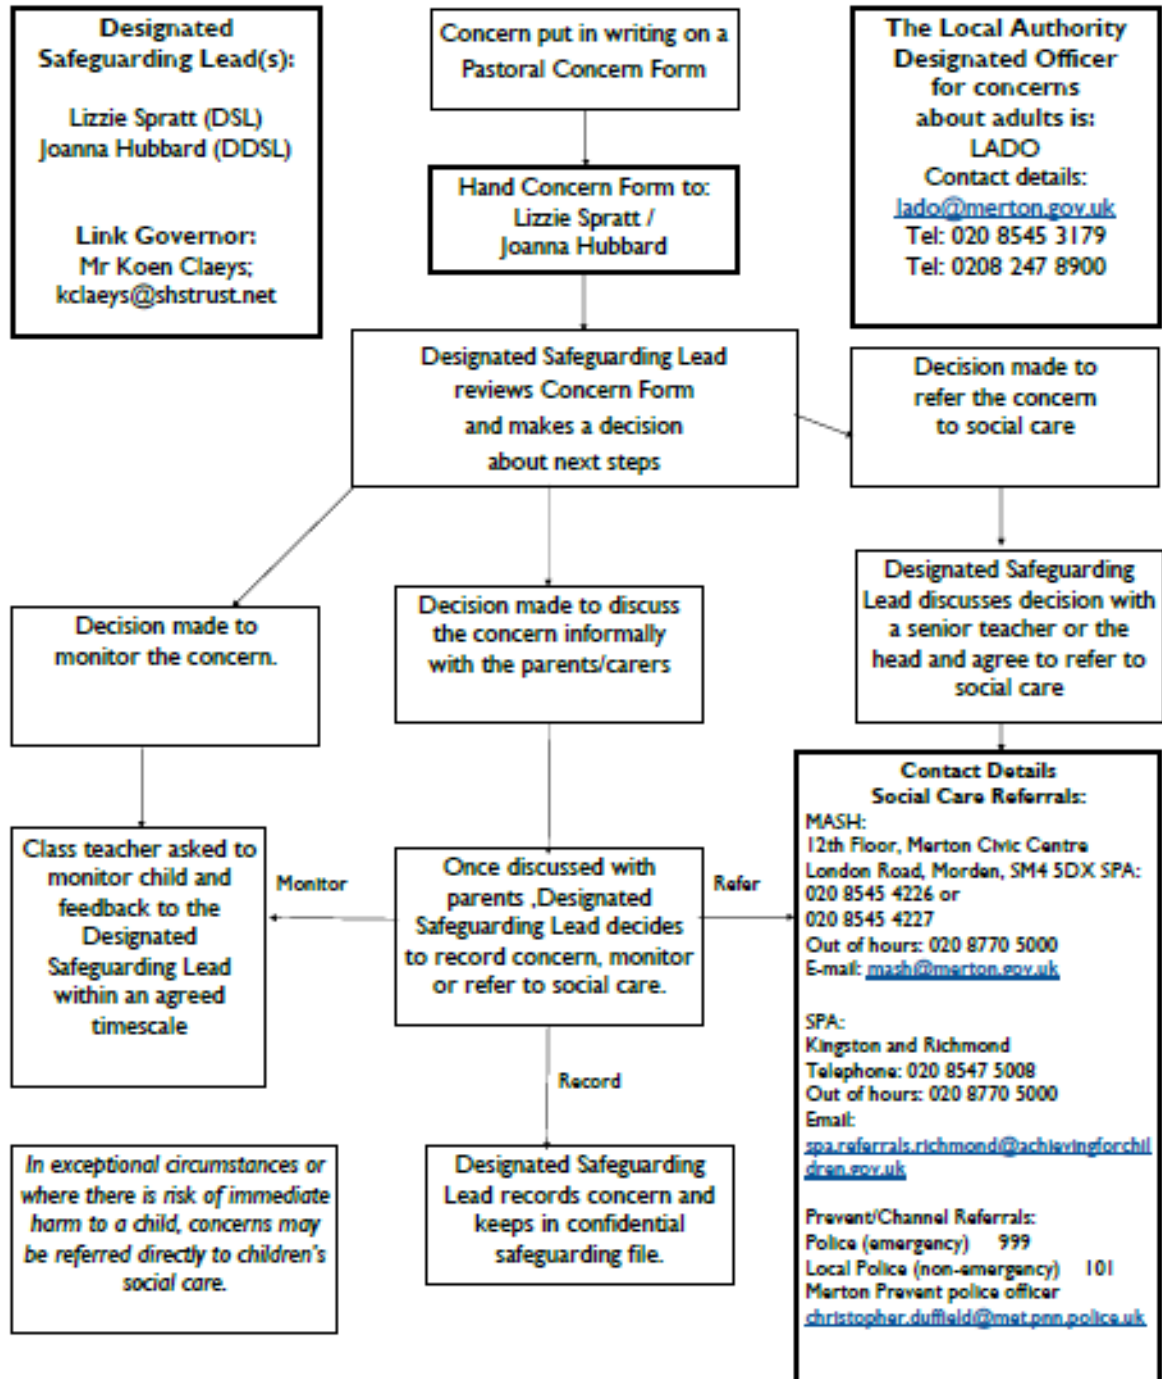 Designated
Safeguarding Lead(s):
Lizzie Spratt (DSL)
Joanna Hubbard (DDSL)
Link Governor:
Mr Koen Claeys;
kclaeys@shstrust.net
Concern put in writing on a
Pastoral Concern Form
The Local Authority
Designated Officer
for concerns
about adults is:
LADO
Contact details:
lado@merton.gov.uk
Tel: 020 8545 3179
Tel: 0208 247 8900
Hand Concern Form to:
Lizzie Spratt /
Joanna Hubbard
Designated Safeguarding Lead
reviews Concern Form
and makes a decision
about next steps
Decision made to
refer the concern
to social care
Decision made to
monitor the concern.
Decision made to discuss
the concern informally
with the parents/carers
Designated Safeguarding
Lead discusses decision with
a senior teacher or the
head and agree to refer to
social care
Class teacher asked to
monitor child and
feedback to the
Designated
Safeguarding Lead
within an agreed
timescale
Monitor
Once discussed with
parents ,Designated
Safeguarding Lead decides
to record concern, monitor
or refer to social care.
Refer
Record
Contact Details
Social Care Referrals:
MASH:
12th Floor, Merton Civic Centre
London Road, Morden, SM4 5DX SPA:
020 8545 4226 or
020 8545 4227
Out of hours: 020 8770 5000
E-mail: mash@merton.gov.uk
SPA:
Kingston and Richmond
Telephone: 020 8547 5008
Out of hours: 020 8770 5000
Email:
spa.referrals.richmond@achievingforchil
dren.gov.uk
Prevent/Channel Referrals:
Police (emergency) 999
Local Police (non-emergency) 101
Merton Prevent police officer
christopher.duffield@met.pnn.police.uk
In exceptional circumstances or
where there is risk of immediate
harm to a child, concerns may
be referred directly to children's
social care.
Designated Safeguarding
Lead records concern and
keeps in confidential
safeguarding file.